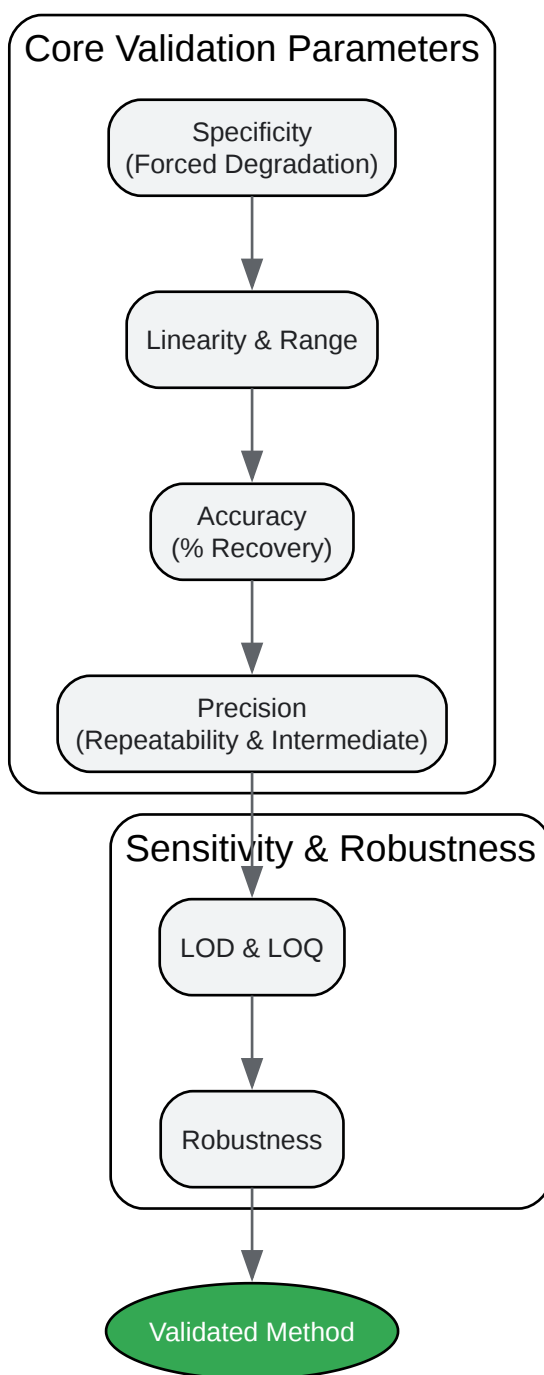 Core Validation Parameters
Specificity
(Forced Degradation)
Linearity & Range
Accuracy
(% Recovery)
Precision
(Repeatability & Intermediate)
Sensitivity & Robustness
LOD & LOQ
Robustness
Validated Method